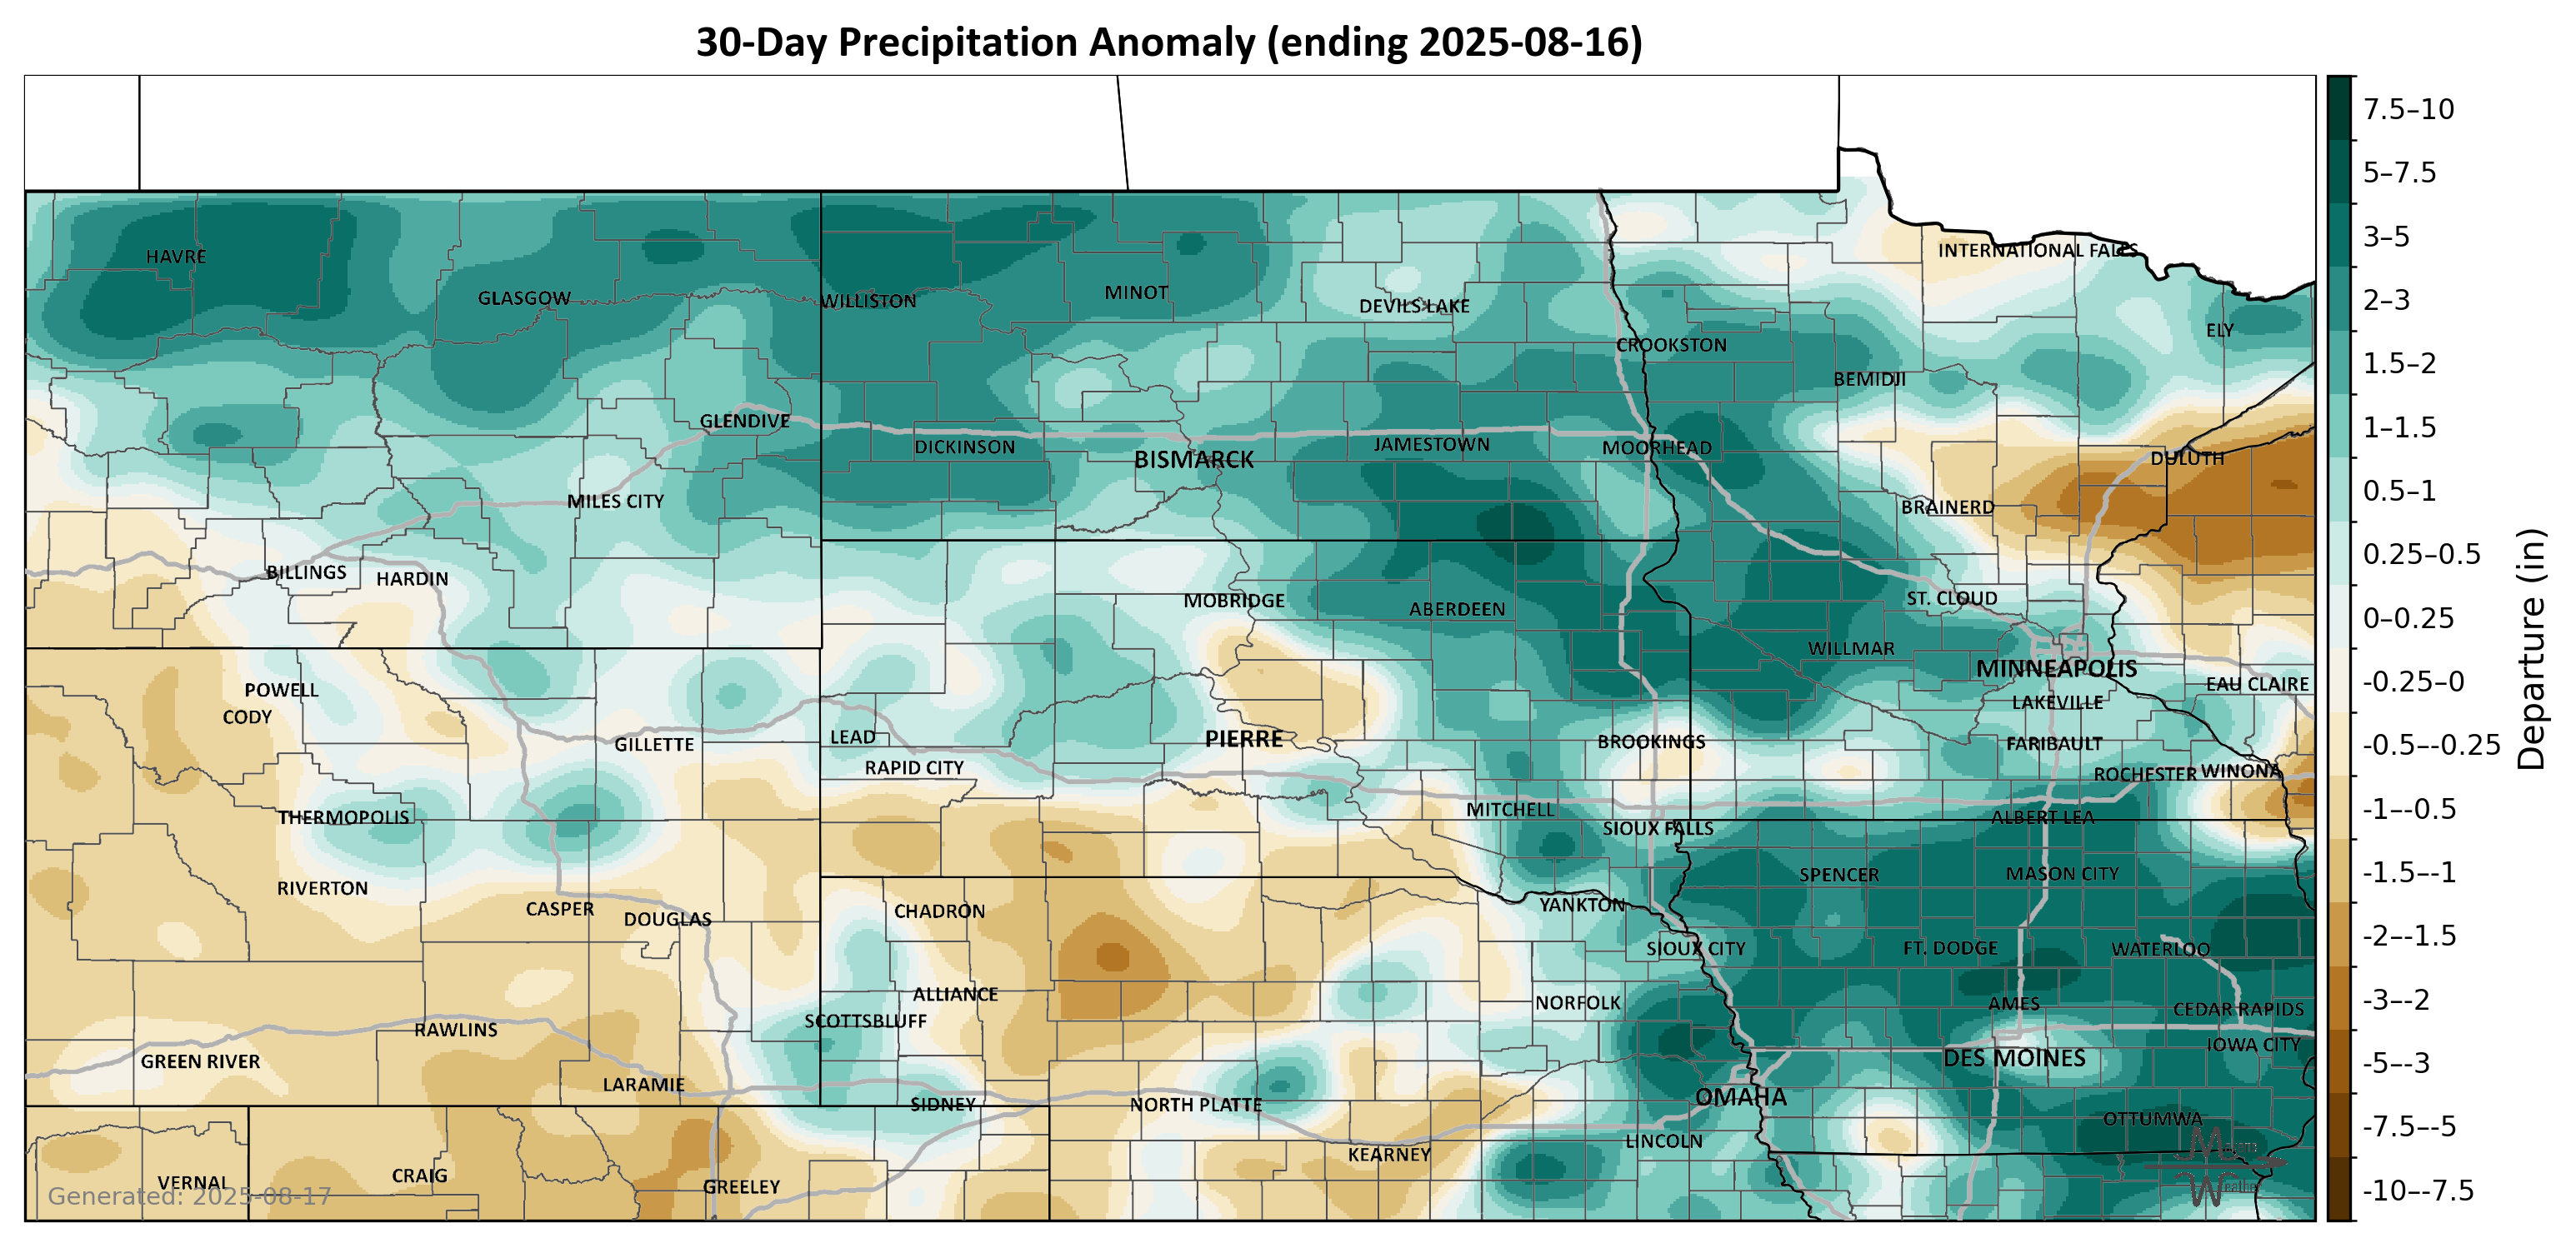 30-Day Precipitation Anomaly (ending 2025-08-16)
HAVRE
GLASGOW
WILLISTON
MINOT
DEVILS LAKE
CROOKSTON
INTERNATIONAL FALLS
ELY
BEMIDJI
GLENDIVE
DICKINSON
BISMARCK
JAMESTOWN
MOORHEAD
DULUTH
MILES CITY
BRAINERD
BILLINGS
HARDIN
MOBRIDGE
ABERDEEN
ST. CLOUD
WILLMAR
MINNEAPOLIS
EAU CLAIRE
POWELL
CODY
LAKEVILLE
GILLETTE
LEAD
PIERRE
BROOKINGS
FARIBAULT
RAPID CITY
ROCHESTER
WINONA
THERMOPOLIS
MITCHELL
ALBERT LEA
SIOUX FALLS
RIVERTON
SPENCER
MASON CITY
CASPER
DOUGLAS
CHADRON
YANKTON
SIOUX CITY
FT. DODGE
WATERLOO
ALLIANCE
NORFOLK
AMES
CEDAR RAPIDS
SCOTTSBLUFF
RAWLINS
IOWA CITY
GREEN RIVER
DES MOINES
LARAMIE
SIDNEY
NORTH PLATTE
OMAHA
OTTUMWA
LINCOLN
KEARNEY
VERNAL
CRAIG
GREELEY
Generated: 2025-08-17
7.5–10
5–7.5
3–5
2–3
1.5–2
1–1.5
0.5–1
0.25–0.5
0–0.25
-0.25–0
-0.5–-0.25
-1–-0.5
-1.5–-1
-2–-1.5
-3–-2
-5–-3
-7.5–-5
-10–-7.5
Departure (in)